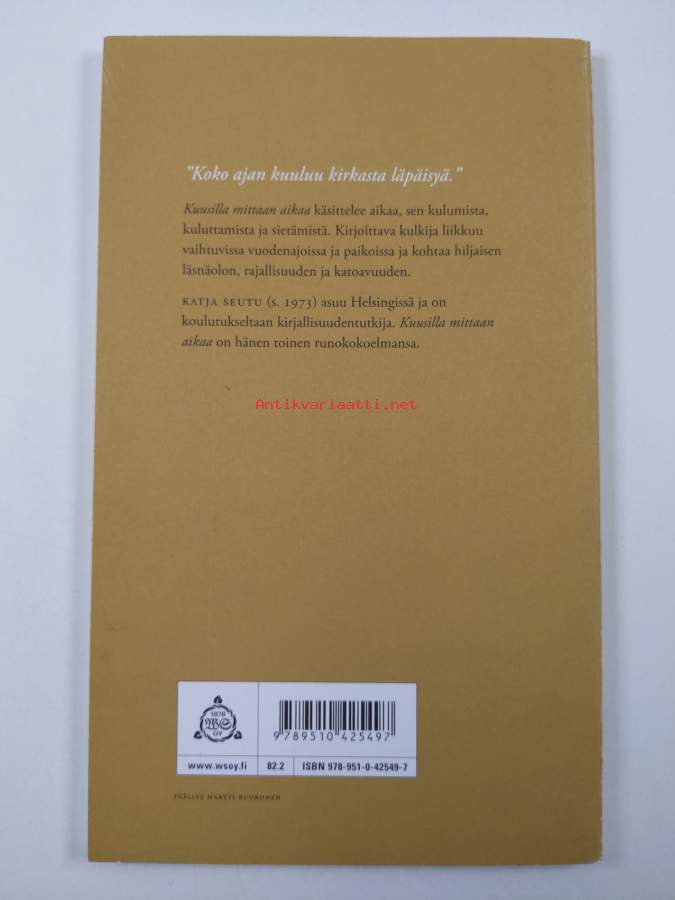 "Koko ajan kuuluu kirkasta läpäisyä."
Kuusilla mittaan aikaa käsittelee aikaa, sen kulumista,
kuluttamista ja sietämistä. Kirjoittava kulkija liikkuu
vaihtuvissa vuodenajoissa ja paikoissa ja kohtaa hiljaisen
läsnäolon, rajallisuuden ja katoavuuden.
KATJA SEUTU (s. 1973) asuu Helsingissä ja on
koulutukseltaan kirjallisuudentutkija. Kuusilla mittaan
aikaa on hänen toinen runokokoelmansa.
Antikvariaatti.net
1878
WS
OY
9 789510 425497
www.wsoy.fi
82.2
ISBN 978-951-0-42549-7
PÄÄLLYS MARTTI RUOKONEN